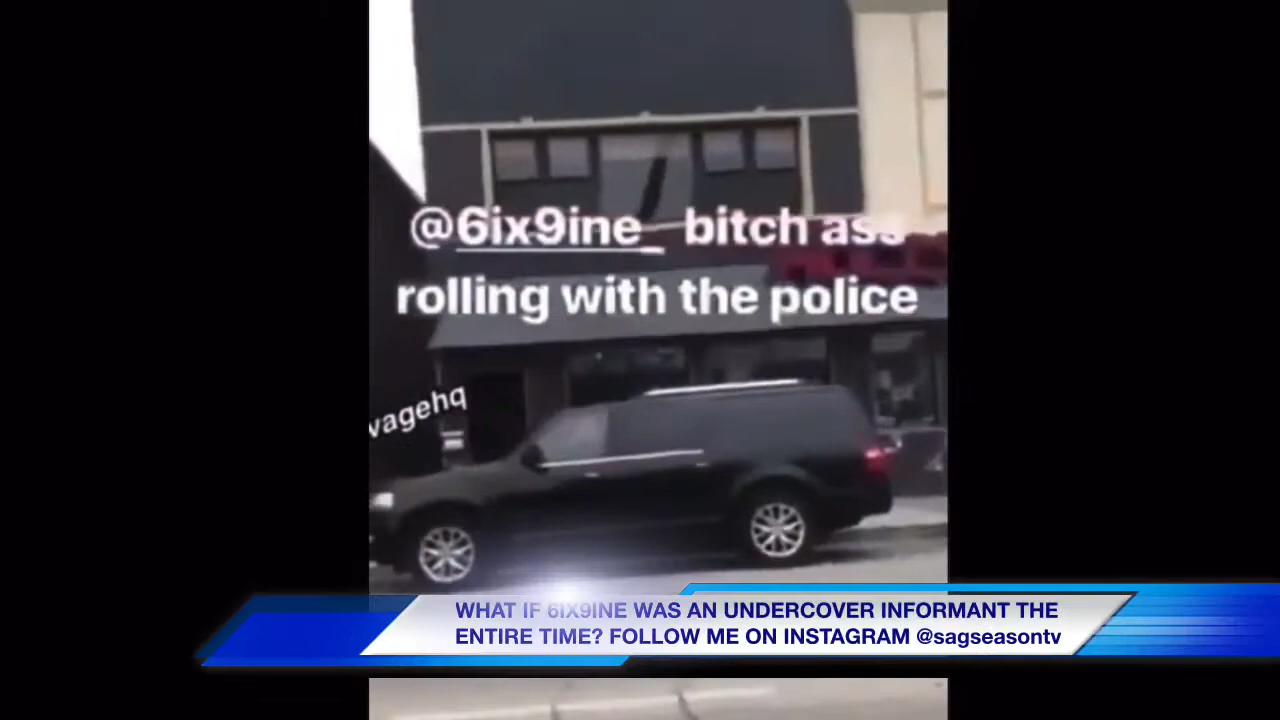 @6ix9ine_ bitch ass
rolling with the police
vagehq
WHAT IF 6IX9INE WAS AN UNDERCOVER INFORMANT THE
ENTIRE TIME? FOLLOW ME ON INSTAGRAM @sagseasontv